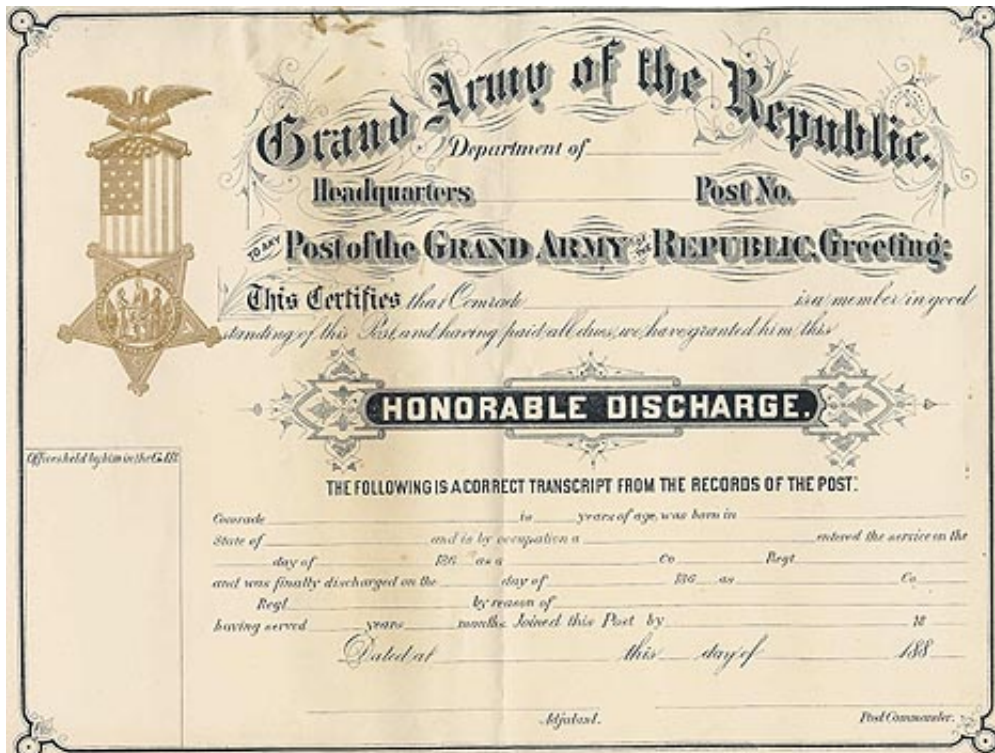 Grand Army of the Republic.
Department of
Headquarters Post No.
TO ANY Post of the GRAND ARMY OF THE REPUBLIC, Greeting:
This Certifies that Comrade is a member in good
standing of this Post, and having paid all dues, we have granted him this
HONORABLE DISCHARGE.
Offices held by him in the G.A.R.
THE FOLLOWING IS A CORRECT TRANSCRIPT FROM THE RECORDS OF THE POST:
Comrade is years of age, was born in
State of and is by occupation a entered the service on the
day of 186 as a Co Regt
and was finally discharged on the day of 186 as Co
Regt by reason of
having served years months Joined this Post by 18
Dated at this day of 188
Adjutant. Post Commander.